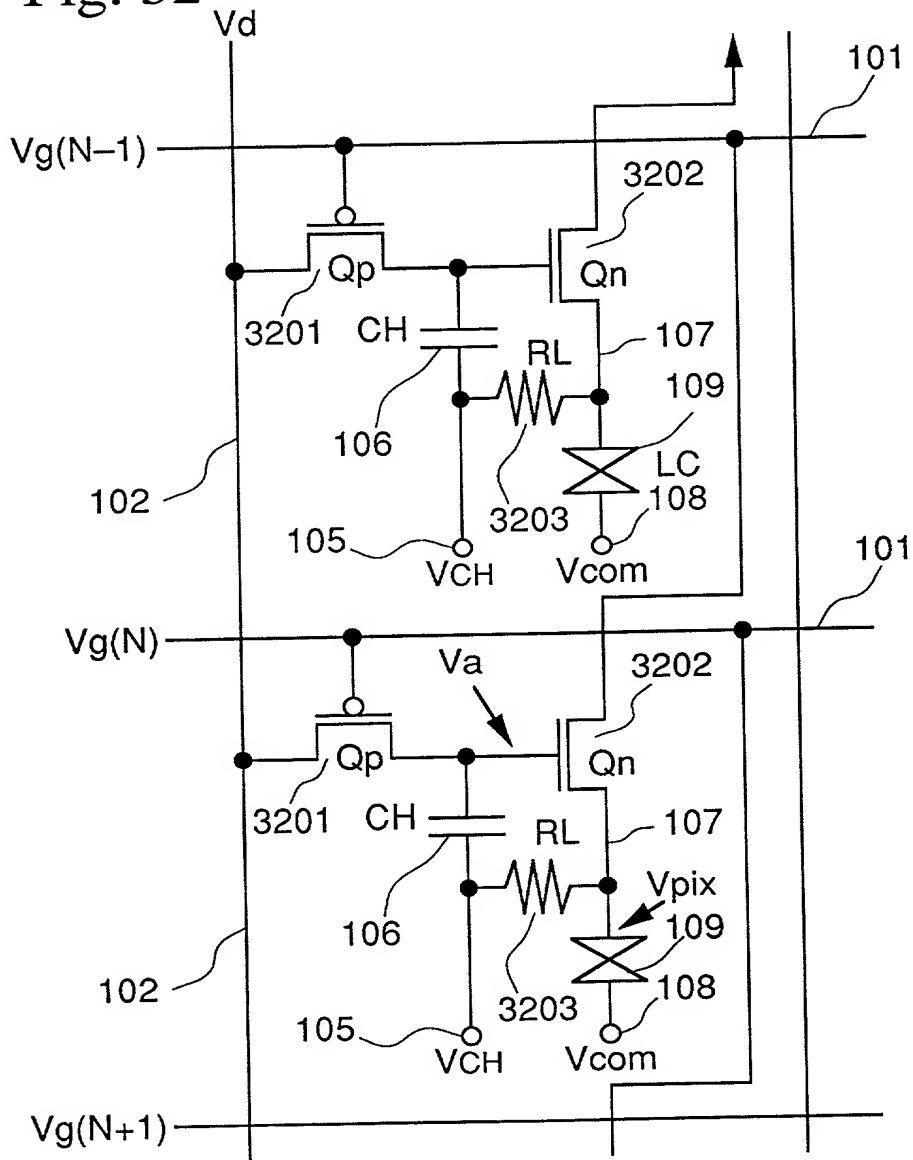 Fig. 32
Vd
101
Vg(N–1)
3202
Qp
Qn
3201
CH
RL
107
109
106
LC
102
3203
108
105
VCH
Vcom
101
Vg(N)
Va
3202
Qp
Qn
3201
CH
RL
107
Vpix
109
106
102
3203
108
105
VCH
Vcom
Vg(N+1)